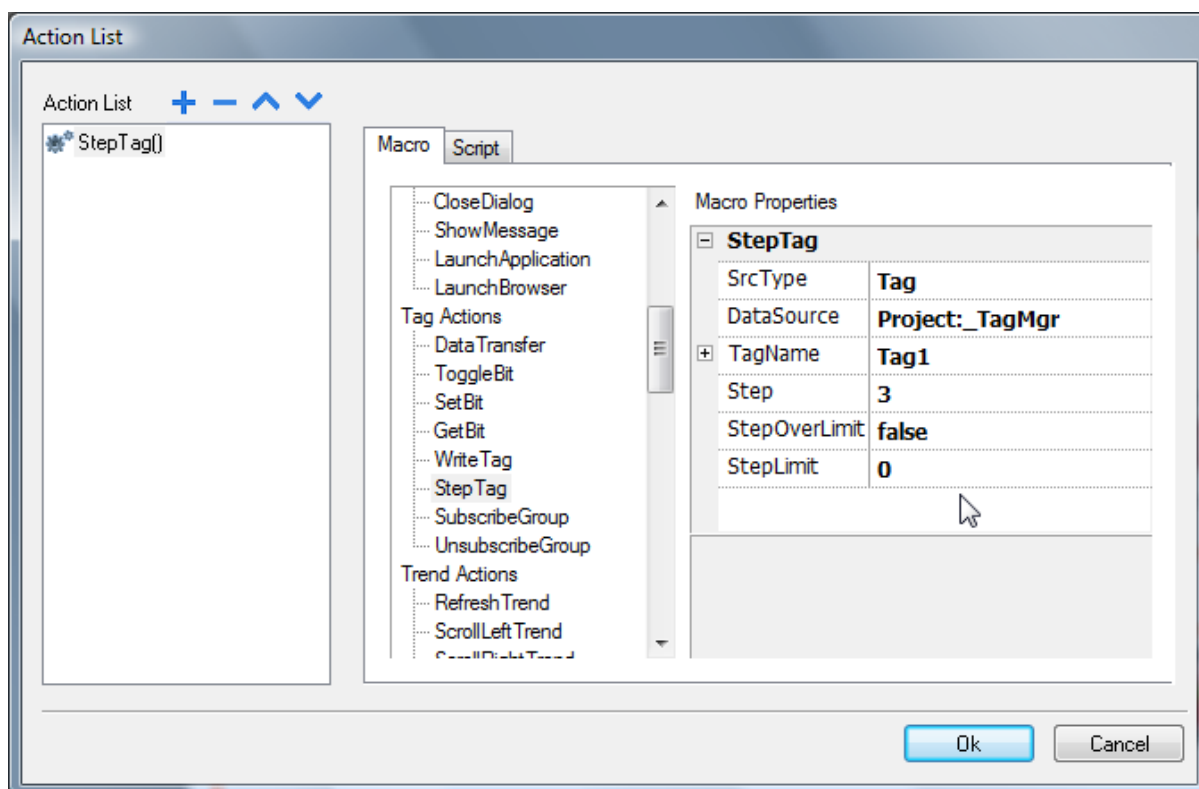 Action List
Action List
StepTag()
Macro Script
CloseDialog
ShowMessage
LaunchApplication
LaunchBrowser
Tag Actions
DataTransfer
ToggleBit
SetBit
GetBit
WriteTag
StepTag
SubscribeGroup
UnsubscribeGroup
Trend Actions
RefreshTrend
ScrollLeftTrend
ScrollRightTrend
Macro Properties
StepTag
SrcType Tag
DataSource Project:_TagMgr
TagName Tag1
Step 3
StepOverLimit false
StepLimit 0
Ok Cancel